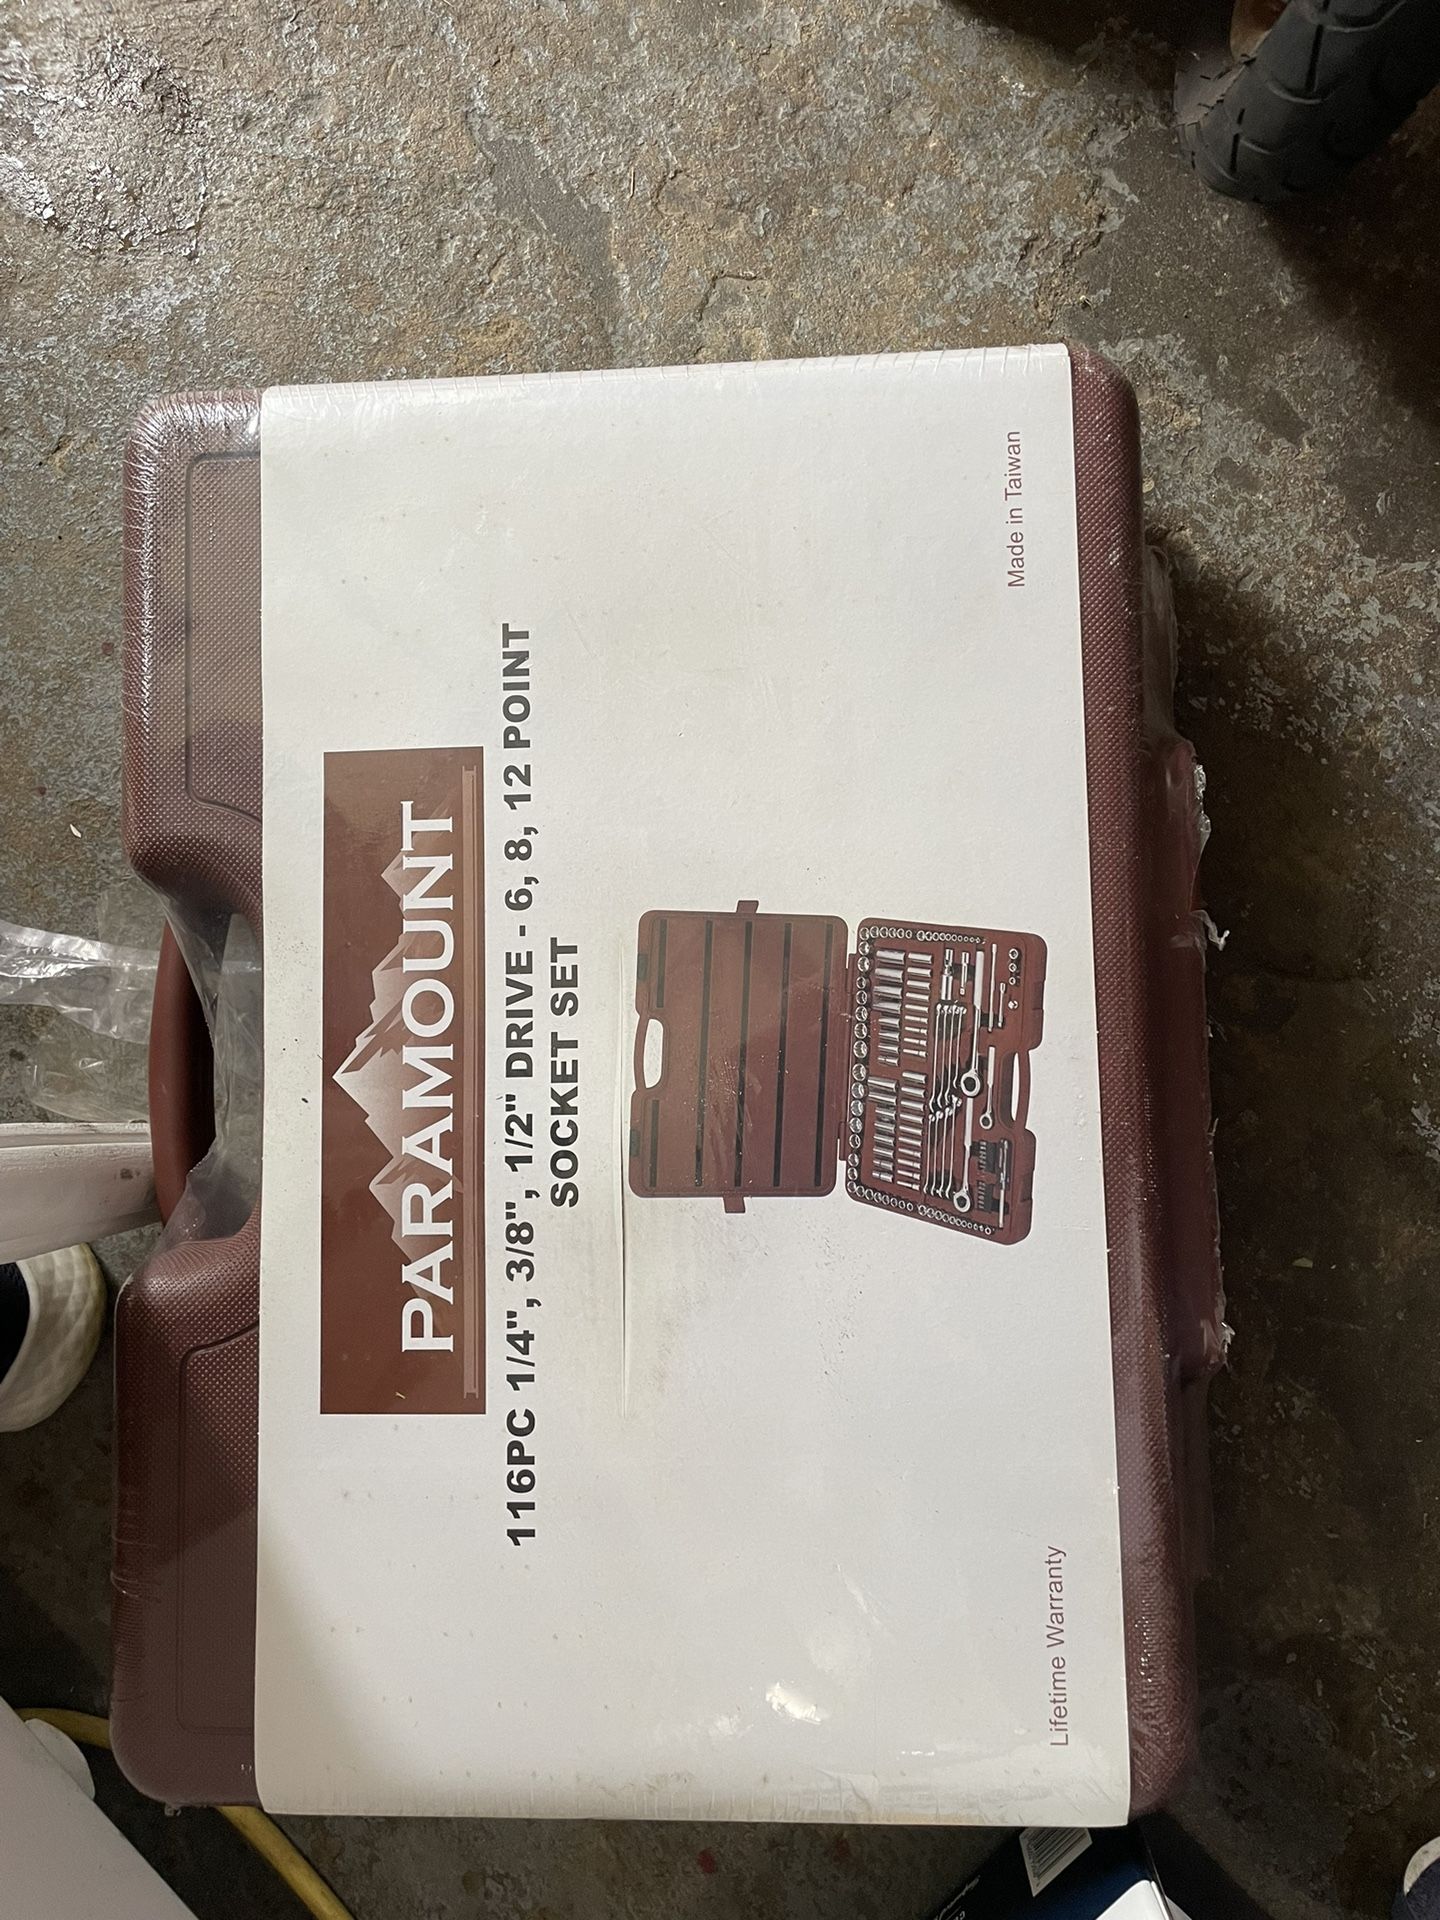 PARAMOUNT
116PC 1/4", 3/8", 1/2" DRIVE - 6, 8, 12 POINT
SOCKET SET
Lifetime Warranty
Made in Taiwan